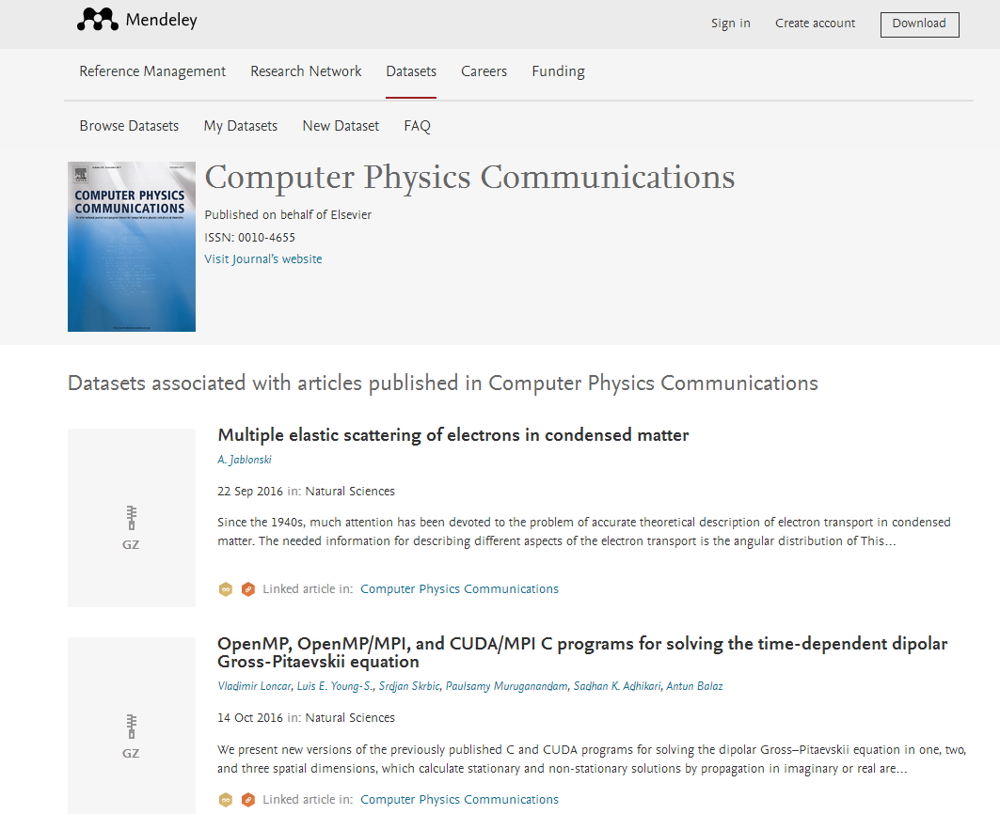 Mendeley
Sign in Create account Download
Reference Management Research Network Datasets Careers Funding
Browse Datasets My Datasets New Dataset FAQ
COMPUTER PHYSICS
COMMUNICATIONS
Computer Physics Communications
Published on behalf of Elsevier
ISSN: 0010-4655
Visit Journal's website
Datasets associated with articles published in Computer Physics Communications
GZ
Multiple elastic scattering of electrons in condensed matter
A. Jablonski
22 Sep 2016 in: Natural Sciences
Since the 1940s, much attention has been devoted to the problem of accurate theoretical description of electron transport in condensed
matter. The needed information for describing different aspects of the electron transport is the angular distribution of This…
Linked article in: Computer Physics Communications
GZ
OpenMP, OpenMP/MPI, and CUDA/MPI C programs for solving the time-dependent dipolar
Gross-Pitaevskii equation
Vladimir Loncar, Luis E. Young-S., Srdjan Skrbic, Paulsamy Muruganandam, Sadhan K. Adhikari, Antun Balaz
14 Oct 2016 in: Natural Sciences
We present new versions of the previously published C and CUDA programs for solving the dipolar Gross–Pitaevskii equation in one, two,
and three spatial dimensions, which calculate stationary and non-stationary solutions by propagation in imaginary or real are…
Linked article in: Computer Physics Communications